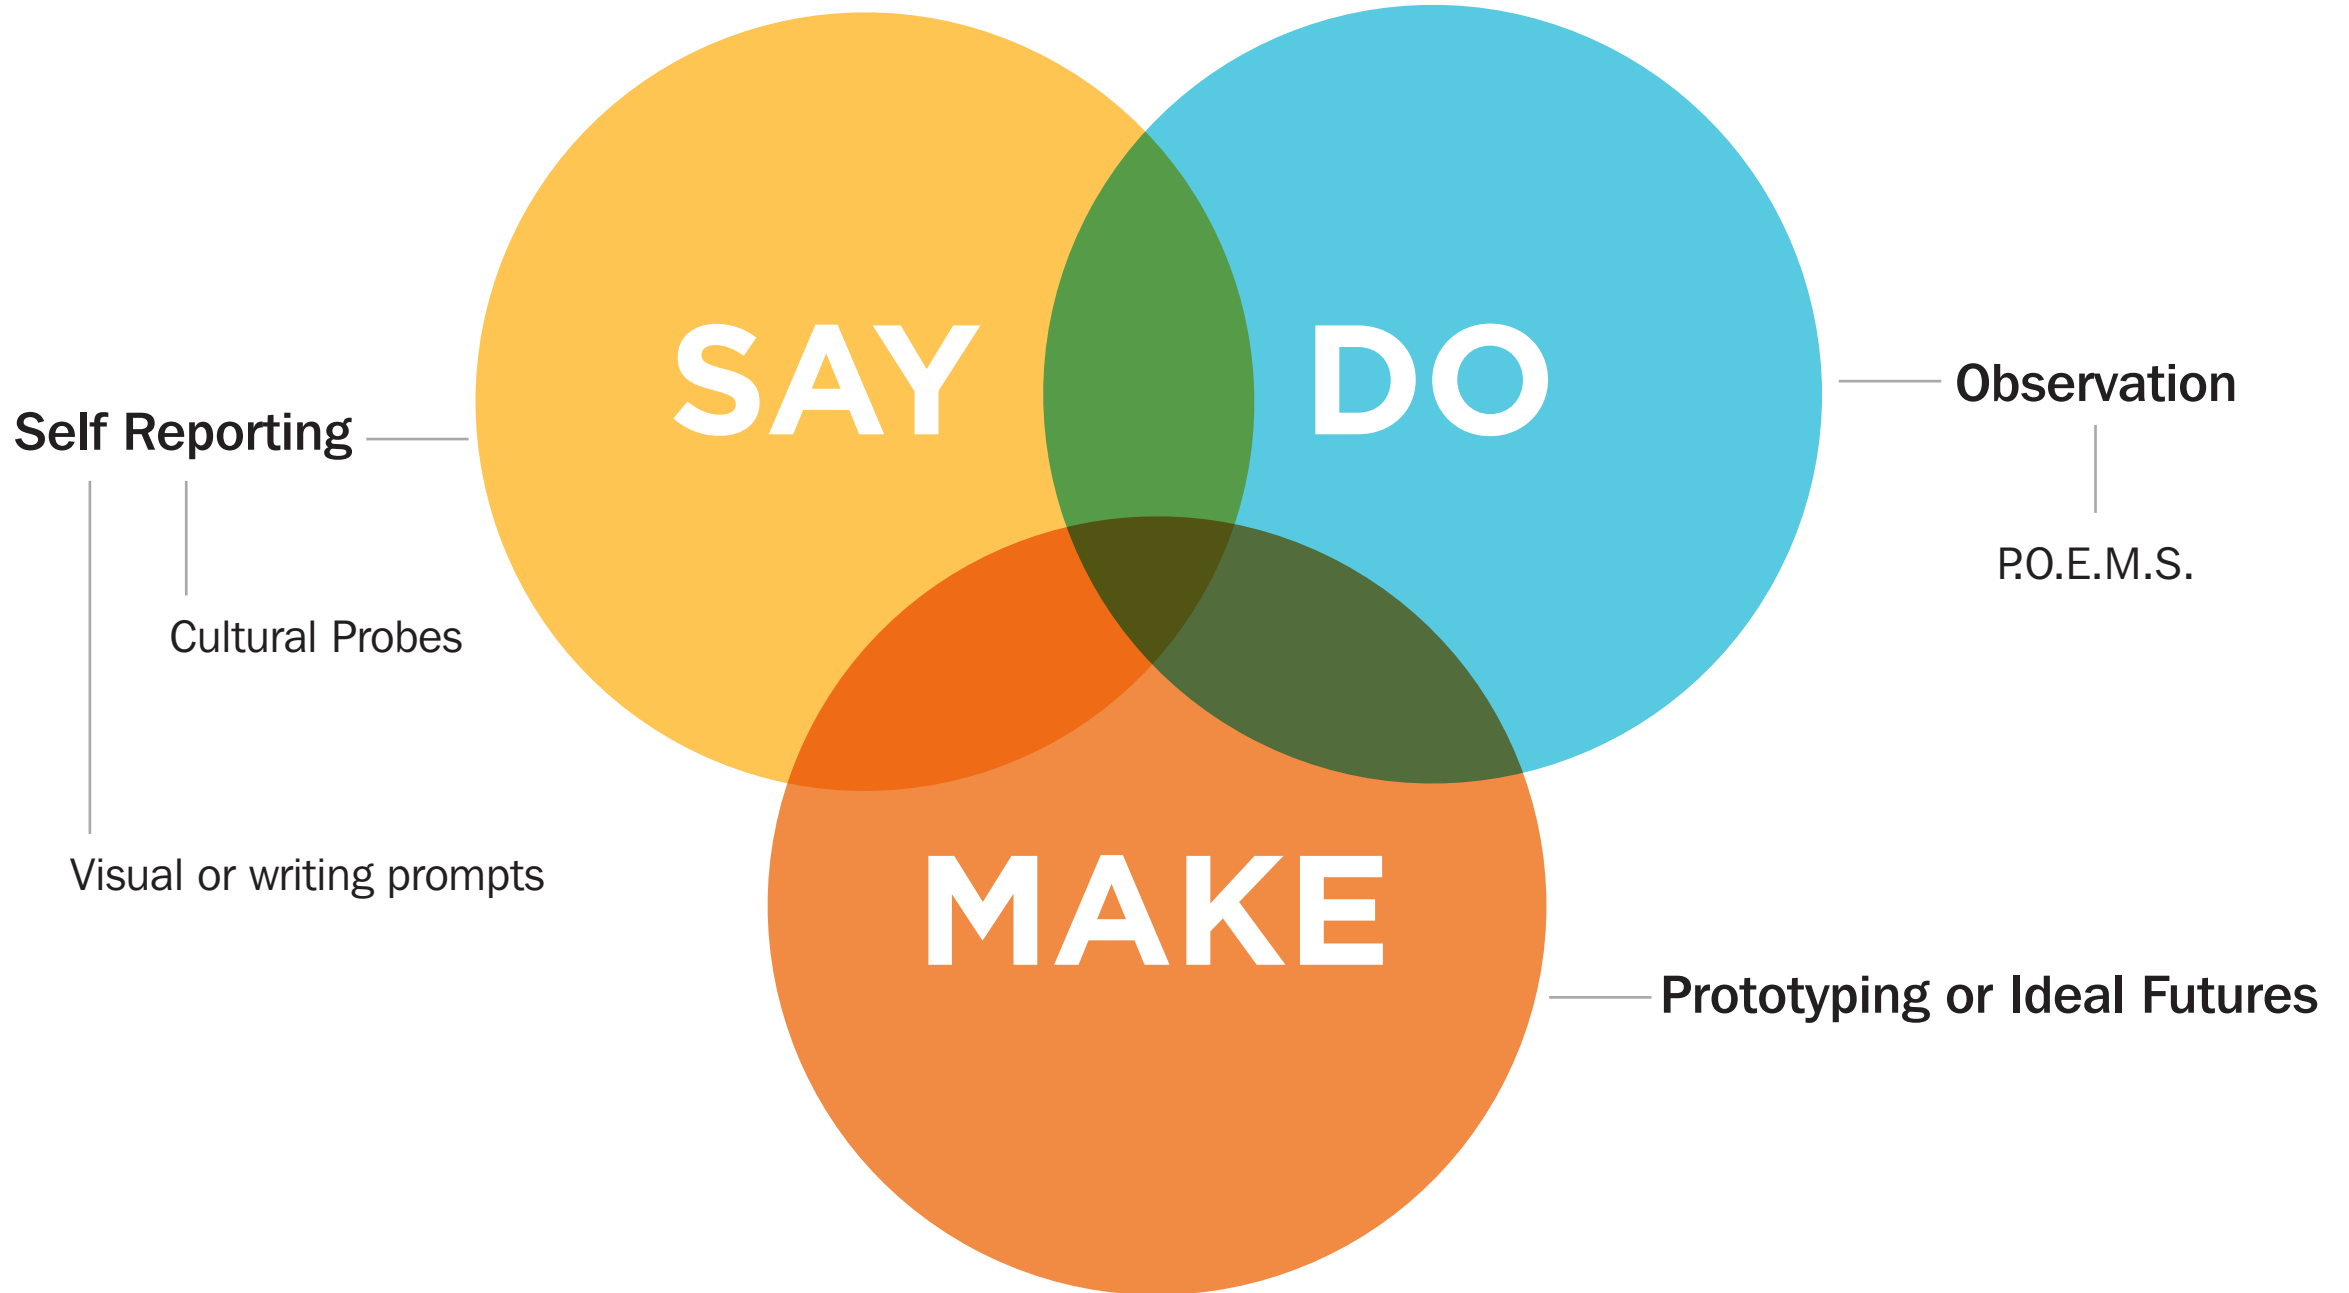 SAY
DO
Observation
Self Reporting
P.O.E.M.S.
Cultural Probes
Visual or writing prompts
MAKE
Prototyping or Ideal Futures